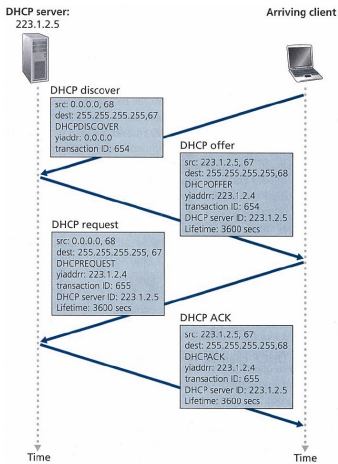 DHCP server:
223.1.2.5
Arriving client
DHCP discover
src: 0.0.0.0, 68
dest: 255.255.255.255,67
DHCPDISCOVER
yiaddr: 0.0.0.0
transaction ID: 654
DHCP offer
src: 223.1.2.5, 67
dest: 255.255.255.255,68
DHCPOFFER
yiaddrr: 223.1.2.4
transaction ID: 654
DHCP server ID: 223.1.2.5
Lifetime: 3600 secs
DHCP request
src: 0.0.0.0, 68
dest: 255.255.255.255, 67
DHCPREQUEST
yiaddrr: 223.1.2.4
transaction ID: 655
DHCP server ID: 223.1.2.5
Lifetime: 3600 secs
DHCP ACK
src: 223.1.2.5, 67
dest: 255.255.255.255,68
DHCPACK
yiaddrr: 223.1.2.4
transaction ID: 655
DHCP server ID: 223.1.2.5
Lifetime: 3600 secs
Time
Time